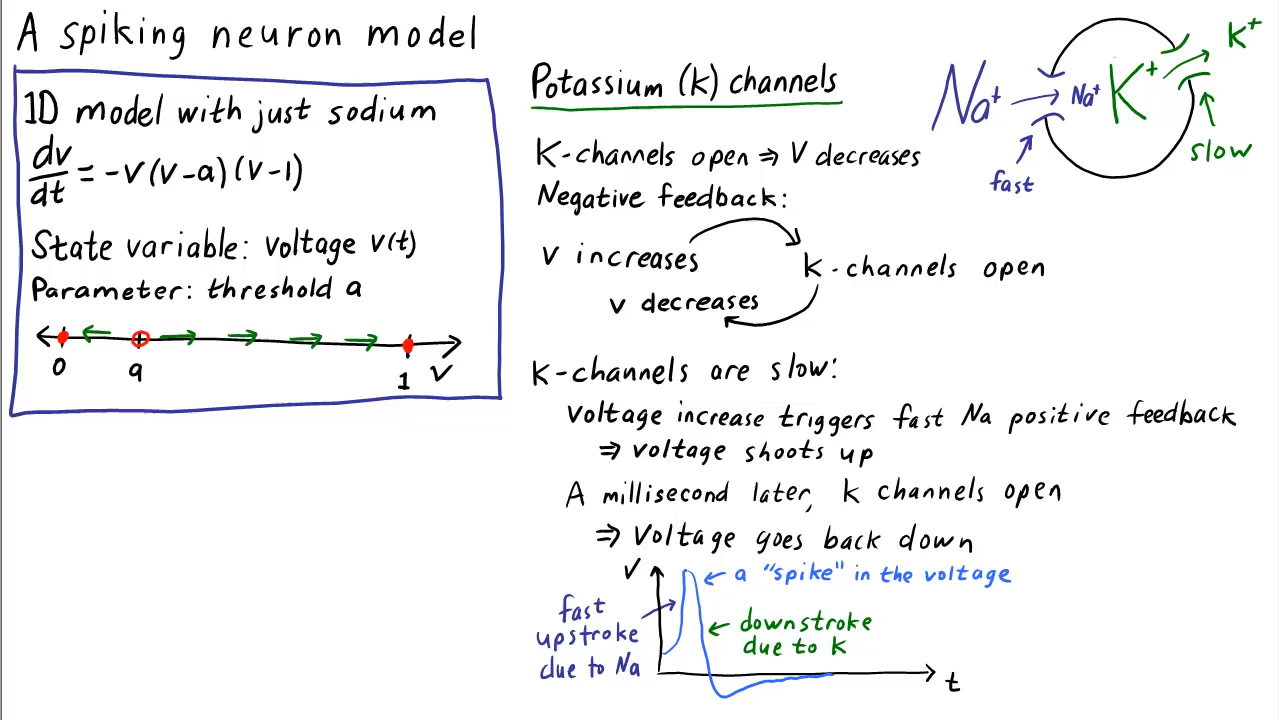 A spiking neuron model
1D model with just sodium
dv/dt = -v(v-a)(v-1)
State variable: voltage v(t)
Parameter: threshold a
0 a 1 v
Potassium (K) channels
K-channels open ⇒ V decreases
Negative feedback:
v increases
K-channels open
v decreases
K-channels are slow:
Voltage increase triggers fast Na positive feedback
⇒ voltage shoots up
A millisecond later, K channels open
⇒ Voltage goes back down
V
a "spike" in the voltage
fast
upstroke
due to Na
downstroke
due to K
t
Na⁺ Na⁺ K⁺ K⁺
fast
slow